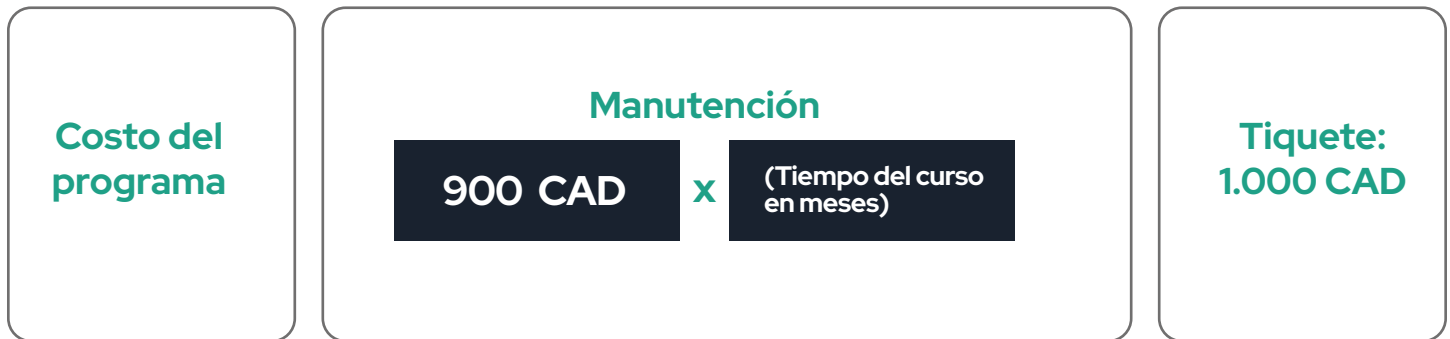 Costo del
programa
Manutención
900 CAD
x
(Tiempo del curso
en meses)
Tiquete:
1.000 CAD